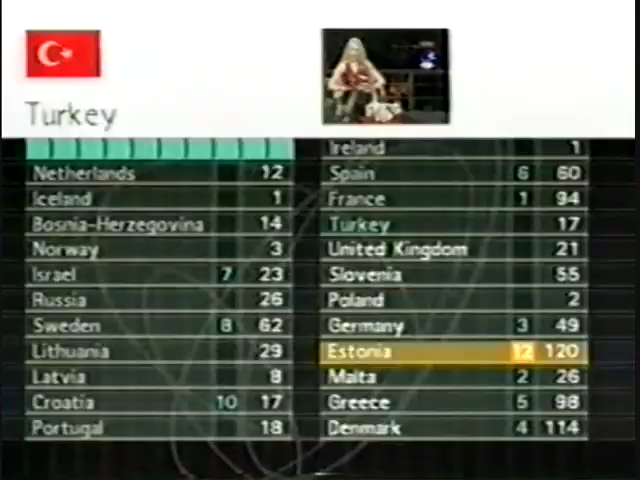 Turkey
Netherlands 12
Iceland 1
Bosnia-Herzegovina 14
Norway 3
Israel 7 23
Russia 26
Sweden 8 62
Lithuania 29
Latvia 8
Croatia 10 17
Portugal 18
Ireland 1
Spain 6 60
France 1 94
Turkey 17
United Kingdom 21
Slovenia 55
Poland 2
Germany 3 49
Estonia 12 120
Malta 2 26
Greece 5 98
Denmark 4 114